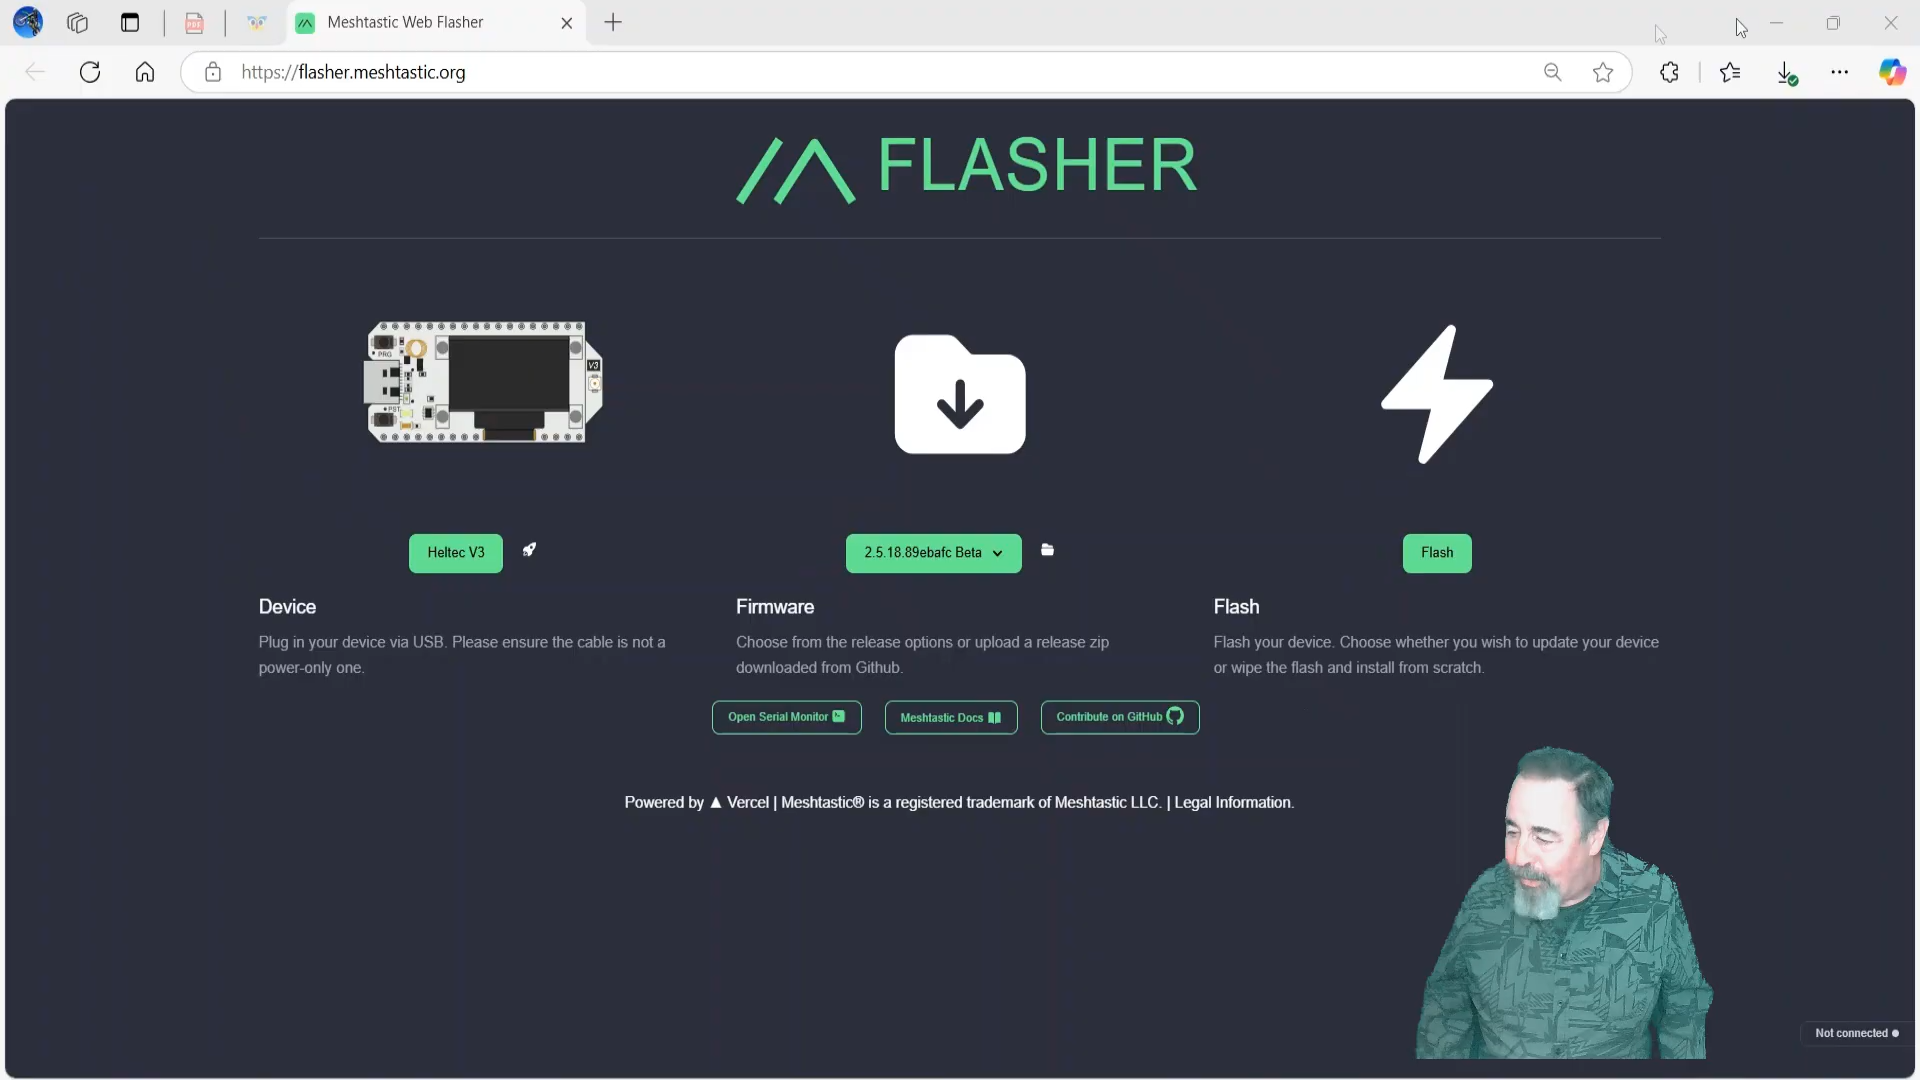 Meshtastic Web Flasher
https://flasher.meshtastic.org
FLASHER
PRG
V3
Heltec V3
2.5.18.89ebafc Beta
Flash
Device
Plug in your device via USB. Please ensure the cable is not a
power-only one.
Firmware
Choose from the release options or upload a release zip
downloaded from Github.
Flash
Flash your device. Choose whether you wish to update your device
or wipe the flash and install from scratch.
Open Serial Monitor
Meshtastic Docs
Contribute on GitHub
Powered by ▲ Vercel | Meshtastic® is a registered trademark of Meshtastic LLC. | Legal Information.
Not connected